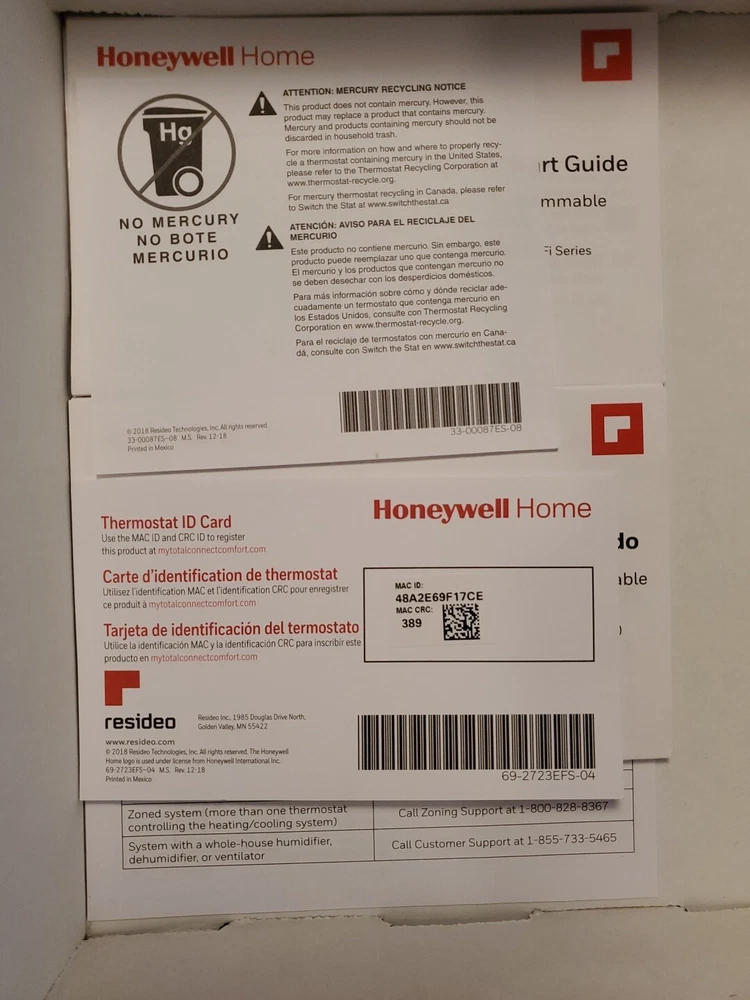 Honeywell Home
Hg
NO MERCURY
NO BOTE
MERCURIO
ATTENTION: MERCURY RECYCLING NOTICE
This product does not contain mercury. However, this
product may replace a product that contains mercury.
Mercury and products containing mercury should not be
discarded in household trash.
For more information on how and where to properly recy-
cle a thermostat containing mercury in the United States,
please refer to the Thermostat Recycling Corporation at
www.thermostat-recycle.org.
For mercury thermostat recycling in Canada, please refer
to Switch the Stat at www.switchthestat.ca
ATENCIÓN: AVISO PARA EL RECICLAJE DEL
MERCURIO
Este producto no contiene mercurio. Sin embargo, este
producto puede reemplazar uno que contenga mercurio.
El mercurio y los productos que contengan mercurio no
se deben desechar con los desperdicios domésticos.
Para más información sobre cómo y dónde reciclar ade-
cuadamente un termostato que contenga mercurio en
los Estados Unidos, consulte con Thermostat Recycling
Corporation en www.thermostat-recycle.org.
Para el reciclaje de termostatos con mercurio en Cana-
dá, consulte con Switch the Stat en www.switchthestat.ca
© 2018 Resideo Technologies, Inc. All rights reserved.
33-00087ES-08 M.S. Rev. 12-18
Printed in Mexico
33-00087ES-08
rt Guide
mmable
Fi Series
Thermostat ID Card
Use the MAC ID and CRC ID to register
this product at mytotalconnectcomfort.com
Carte d'identification de thermostat
Utilisez l'identification MAC et l'identification CRC pour enregistrer
ce produit à mytotalconnectcomfort.com
Tarjeta de identificación del termostato
Utilice la identificación MAC y la identificación CRC para inscribir este
producto en mytotalconnectcomfort.com
Honeywell Home
MAC ID:
48A2E69F17CE
MAC CRC:
389
resideo
Resideo Inc., 1985 Douglas Drive North,
Golden Valley, MN 55422
www.resideo.com
© 2018 Resideo Technologies, Inc. All rights reserved. The Honeywell
Home logo is used under license from Honeywell International Inc.
69-2723EFS-04 M.S. Rev. 12-18
Printed in Mexico
69-2723EFS-04
do
able
)
Zoned system (more than one thermostat
controlling the heating/cooling system)
Call Zoning Support at 1-800-828-8367
System with a whole-house humidifier,
dehumidifier, or ventilator
Call Customer Support at 1-855-733-5465